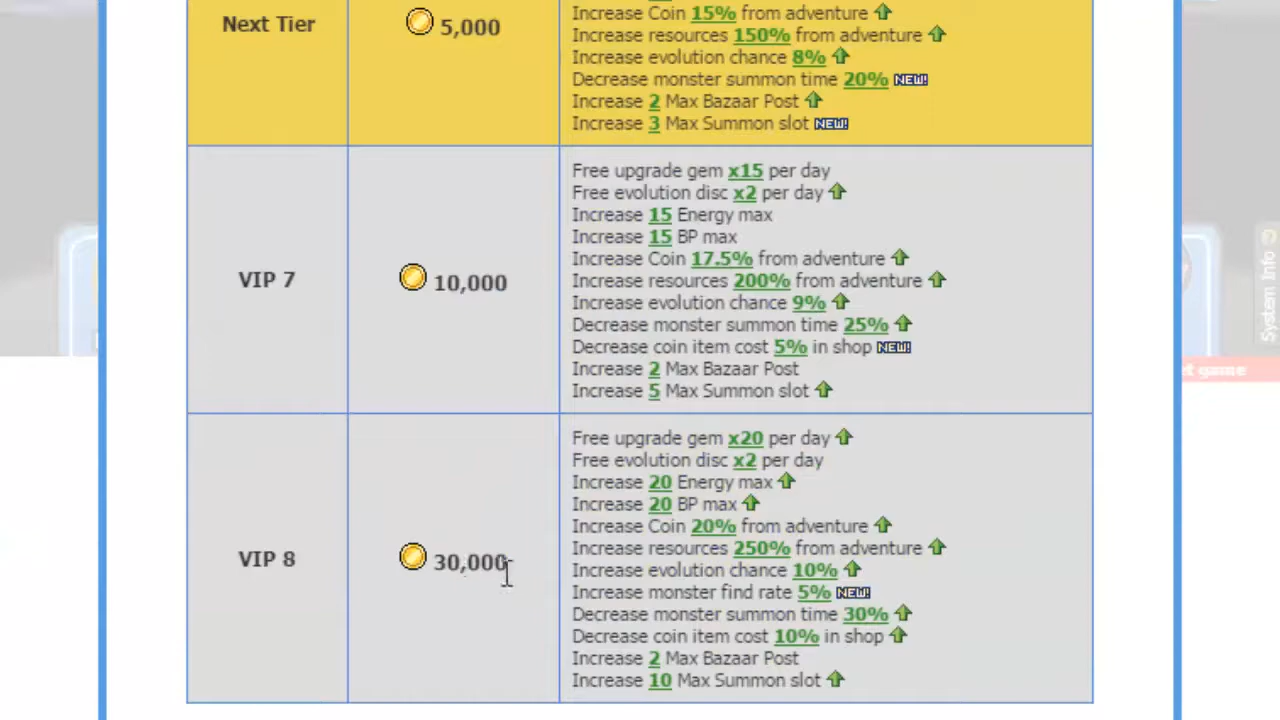 Next Tier
5,000
Increase Coin 15% from adventure
Increase resources 150% from adventure
Increase evolution chance 8%
Decrease monster summon time 20% NEW!
Increase 2 Max Bazaar Post
Increase 3 Max Summon slot NEW!
VIP 7
10,000
Free upgrade gem x15 per day
Free evolution disc x2 per day
Increase 15 Energy max
Increase 15 BP max
Increase Coin 17.5% from adventure
Increase resources 200% from adventure
Increase evolution chance 9%
Decrease monster summon time 25%
Decrease coin item cost 5% in shop NEW!
Increase 2 Max Bazaar Post
Increase 5 Max Summon slot
VIP 8
30,000
Free upgrade gem x20 per day
Free evolution disc x2 per day
Increase 20 Energy max
Increase 20 BP max
Increase Coin 20% from adventure
Increase resources 250% from adventure
Increase evolution chance 10%
Increase monster find rate 5% NEW!
Decrease monster summon time 30%
Decrease coin item cost 10% in shop
Increase 2 Max Bazaar Post
Increase 10 Max Summon slot
System Info
game